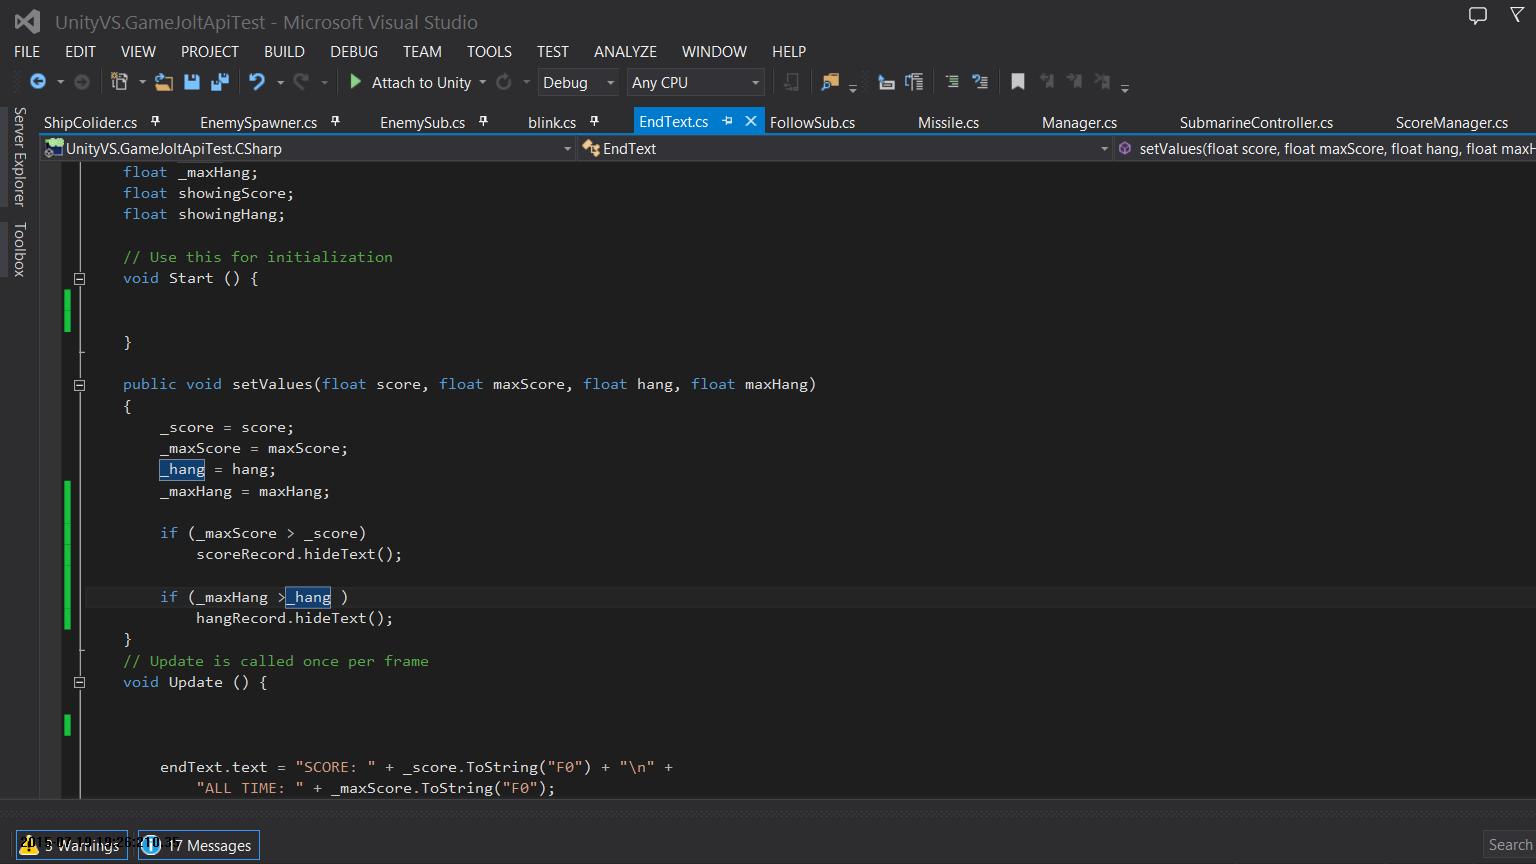 UnityVS.GameJoltApiTest - Microsoft Visual Studio
FILE EDIT VIEW PROJECT BUILD DEBUG TEAM TOOLS TEST ANALYZE WINDOW HELP
Attach to Unity Debug Any CPU
Server Explorer
Toolbox
ShipColider.cs EnemySpawner.cs EnemySub.cs blink.cs EndText.cs FollowSub.cs Missile.cs Manager.cs SubmarineController.cs ScoreManager.cs
UnityVS.GameJoltApiTest.CSharp EndText setValues(float score, float maxScore, float hang, float maxH
float _maxHang;
float showingScore;
float showingHang;
// Use this for initialization
void Start () {
}
public void setValues(float score, float maxScore, float hang, float maxHang)
{
_score = score;
_maxScore = maxScore;
_hang = hang;
_maxHang = maxHang;
if (_maxScore > _score)
scoreRecord.hideText();
if (_maxHang >_hang )
hangRecord.hideText();
}
// Update is called once per frame
void Update () {
endText.text = "SCORE: " + _score.ToString("F0") + "\n" +
"ALL TIME: " + _maxScore.ToString("F0");
3 Warnings 17 Messages Search